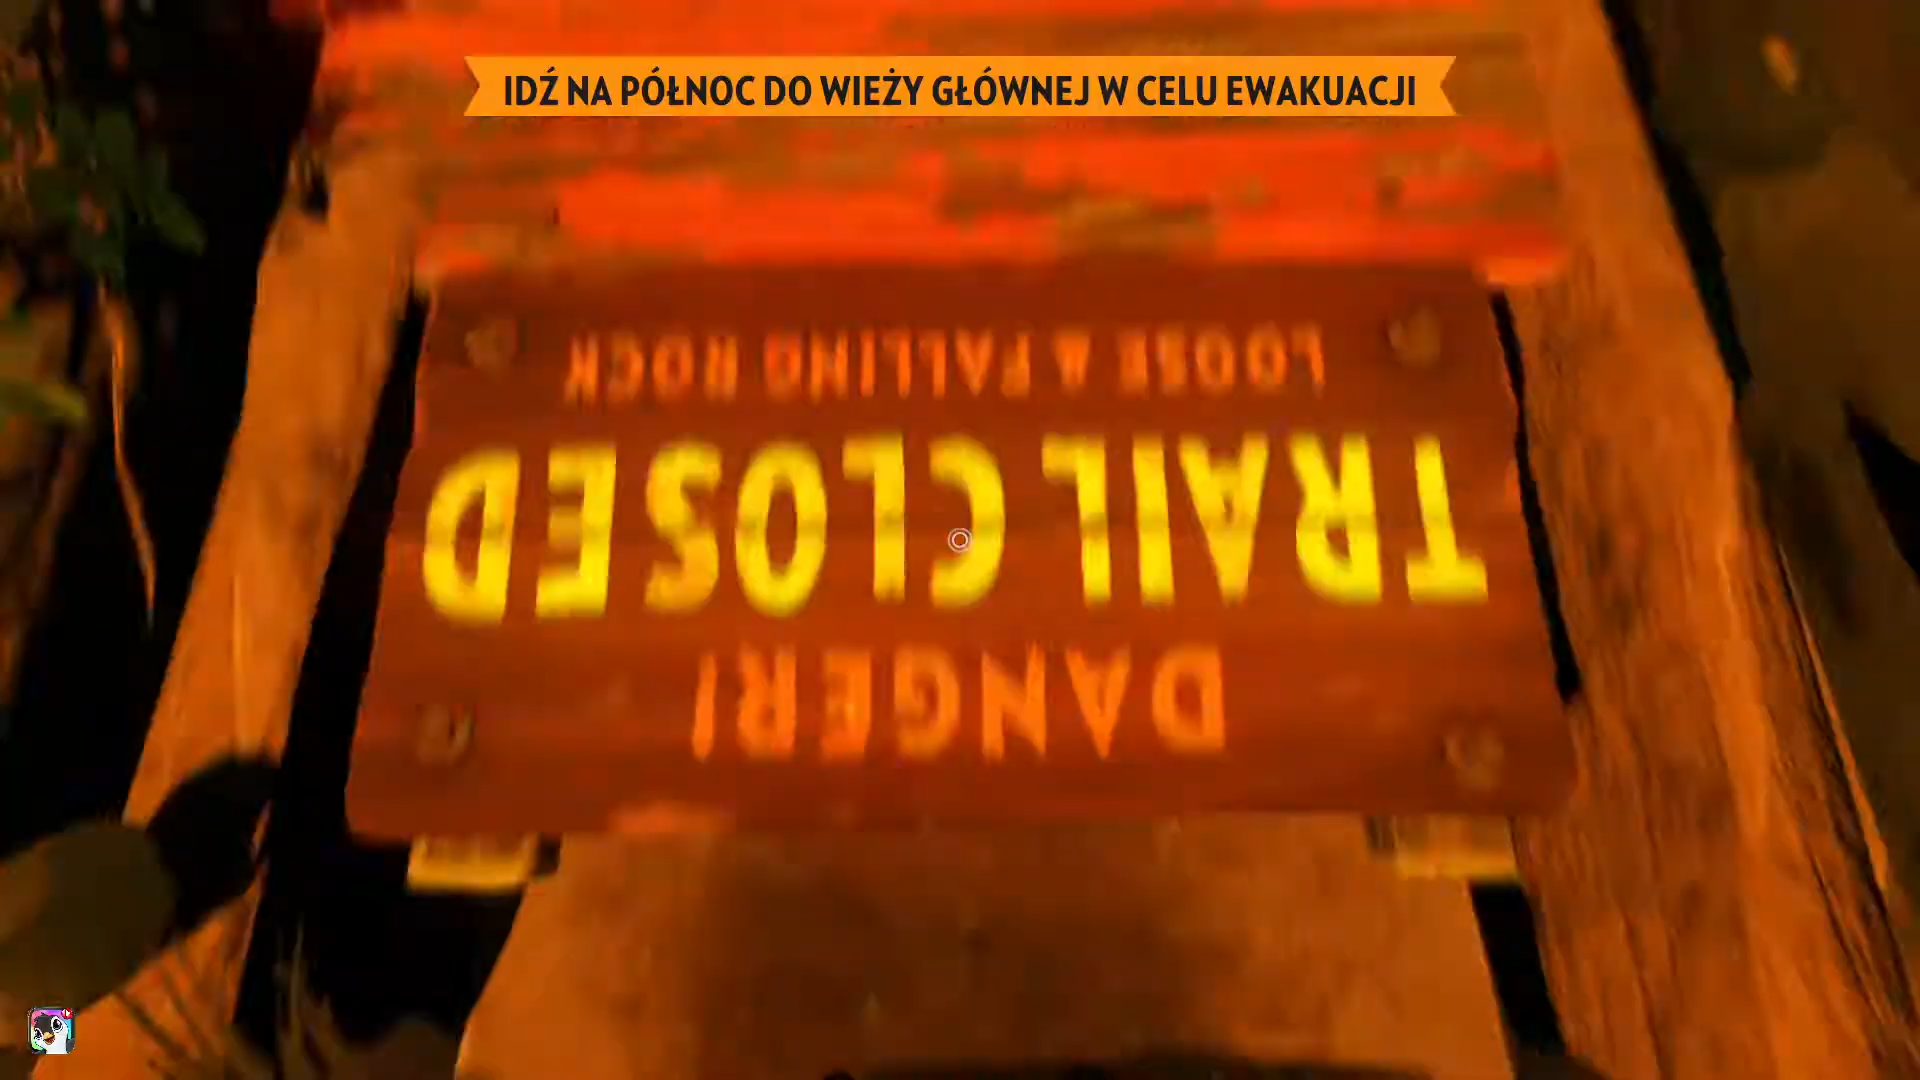 IDŹ NA PÓŁNOC DO WIEŻY GŁÓWNEJ W CELU EWAKUACJI
DANGER!
TRAIL CLOSED
LOOSE & FALLING ROCK